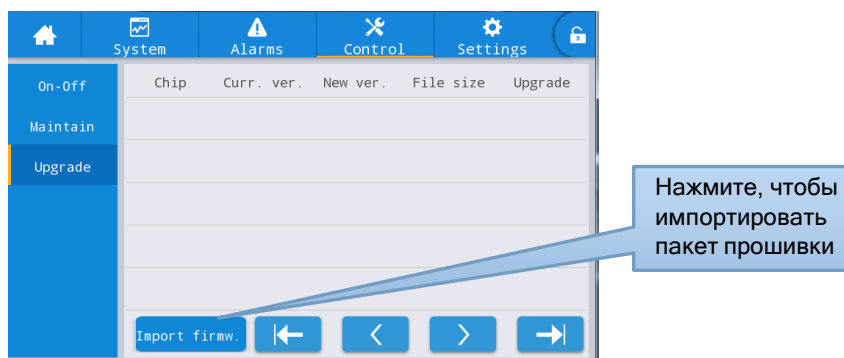 System Alarms Control Settings
On-Off
Maintain
Upgrade
Chip Curr. ver. New ver. File size Upgrade
Import firmw.
Нажмите, чтобы
импортировать
пакет прошивки